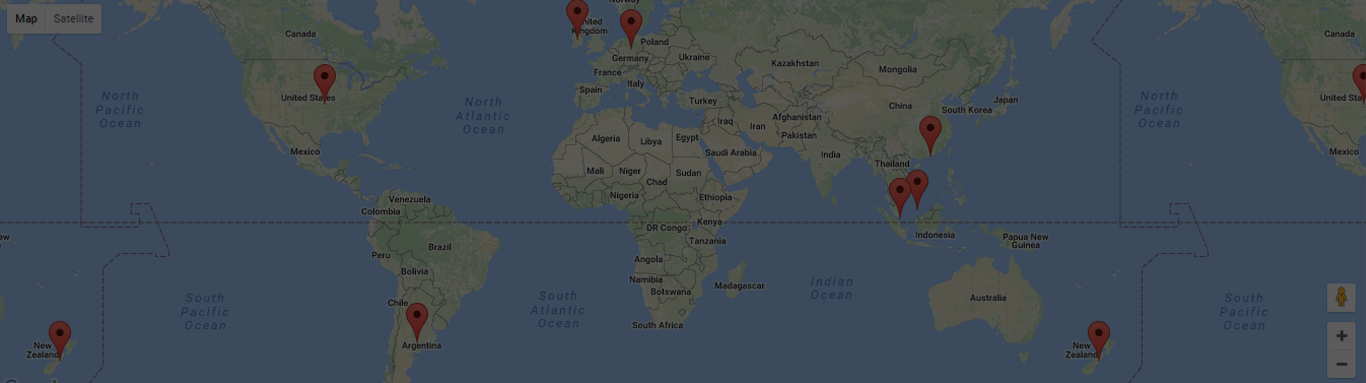 Map Satellite
Norway
United
Kingdom
Canada
Poland
Germany
Ukraine
Kazakhstan
Mongolia
Canada
France
Italy
Spain
Turkey
United States
North
Pacific
Ocean
North
Atlantic
Ocean
China
South Korea
Japan
North
Pacific
Ocean
United Sta
Iraq
Iran
Afghanistan
Pakistan
Algeria
Libya
Egypt
Saudi Arabia
India
Mexico
Thailand
Mexico
Mali
Niger
Chad
Sudan
Nigeria
Ethiopia
Venezuela
Colombia
DR Congo
Kenya
Tanzania
Indonesia
Papua New
Guinea
ew
Brazil
Peru
Bolivia
Angola
Namibia
Botswana
Madagascar
Indian
Ocean
Australia
South
Pacific
Ocean
Chile
South
Atlantic
Ocean
South Africa
South
Pacific
Ocean
New
Zealand
Argentina
New
Zealand